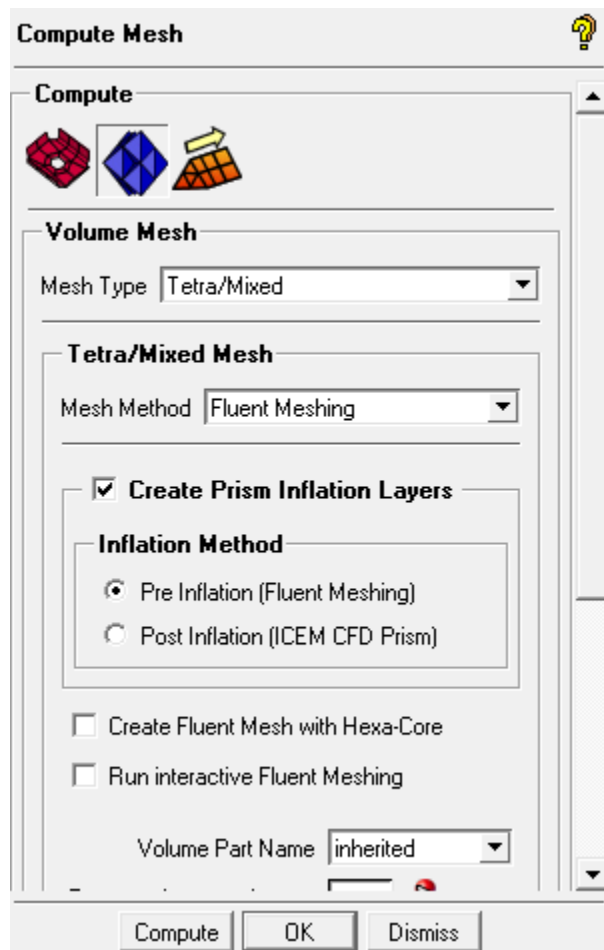 Compute Mesh
Compute
Volume Mesh
Mesh Type Tetra/Mixed
Tetra/Mixed Mesh
Mesh Method Fluent Meshing
Create Prism Inflation Layers
Inflation Method
Pre Inflation (Fluent Meshing)
Post Inflation (ICEM CFD Prism)
Create Fluent Mesh with Hexa-Core
Run interactive Fluent Meshing
Volume Part Name inherited
Compute OK Dismiss